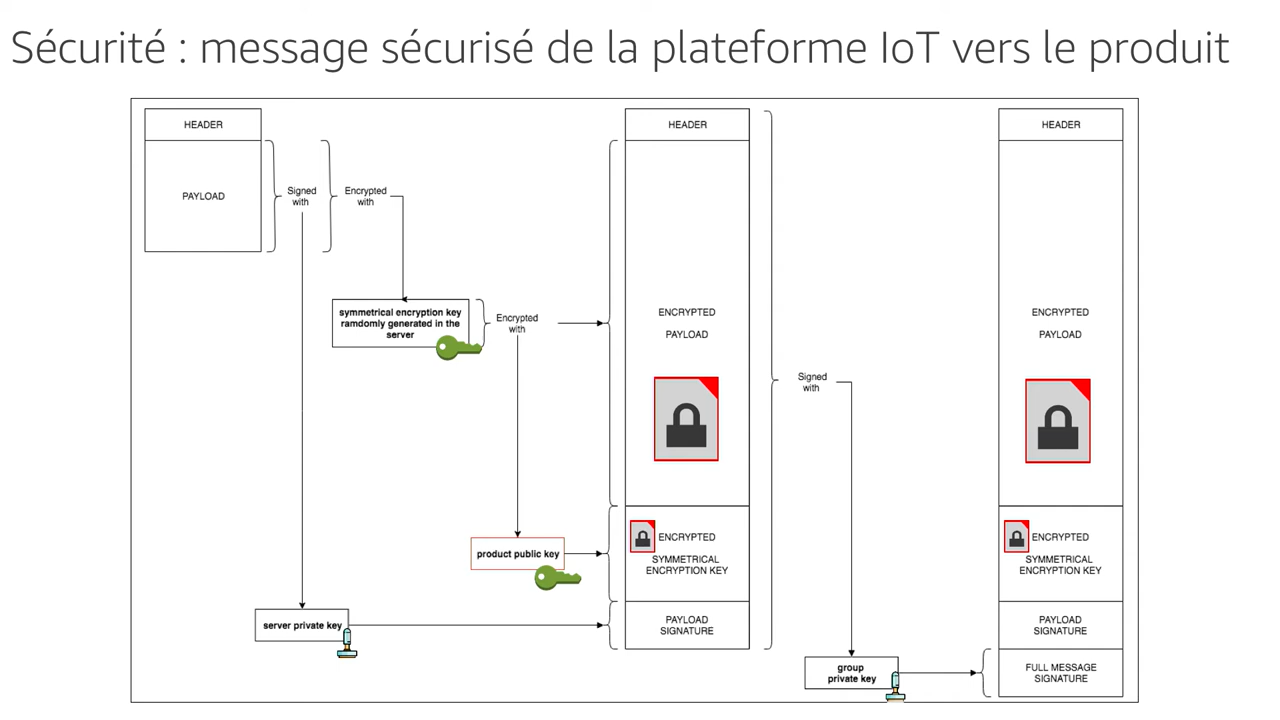 Sécurité : message sécurisé de la plateforme IoT vers le produit
HEADER
PAYLOAD
Signed
with
Encrypted
with
symmetrical encryption key
ramdomly generated in the
server
Encrypted
with
product public key
server private key
HEADER
ENCRYPTED
PAYLOAD
ENCRYPTED
SYMMETRICAL
ENCRYPTION KEY
PAYLOAD
SIGNATURE
Signed
with
group
private key
HEADER
ENCRYPTED
PAYLOAD
ENCRYPTED
SYMMETRICAL
ENCRYPTION KEY
PAYLOAD
SIGNATURE
FULL MESSAGE
SIGNATURE